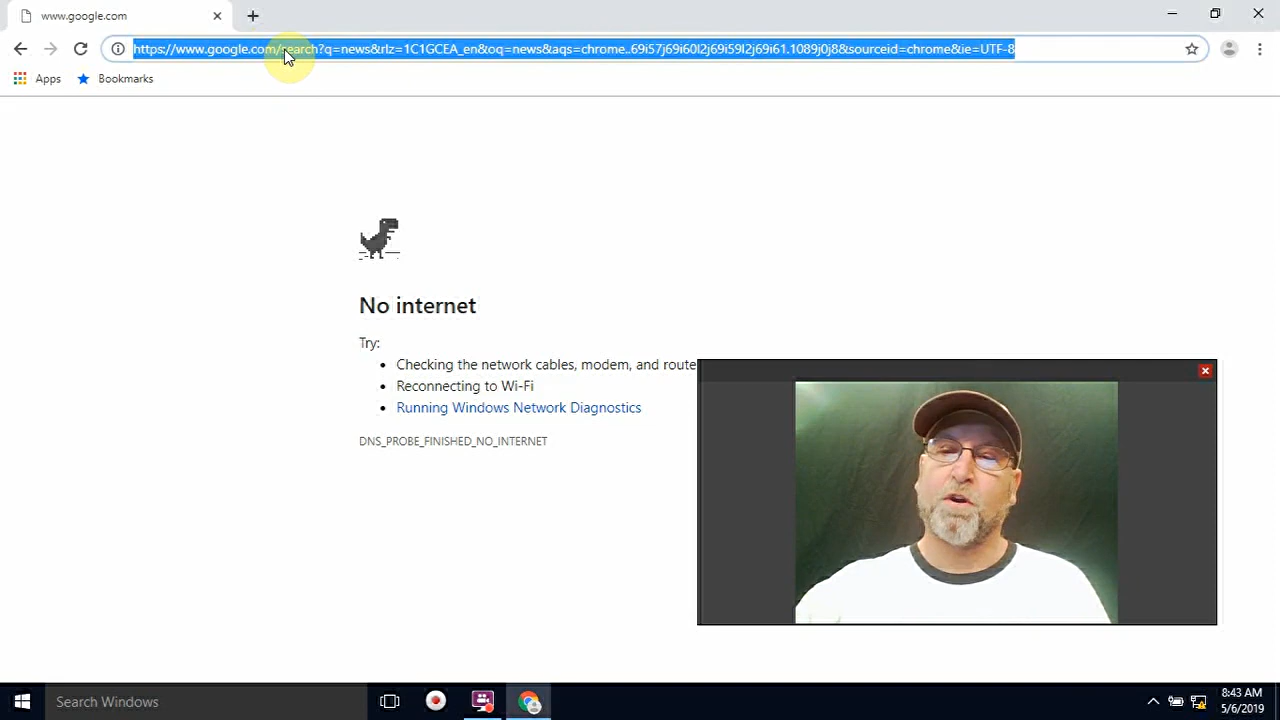 www.google.com
https://www.google.com/search?q=news&rlz=1C1GCEA_en&oq=news&aqs=chrome..69i57j69i60l2j69i59l2j69i61.1089j0j8&sourceid=chrome&ie=UTF-8
Apps
Bookmarks
No internet
Try:
Checking the network cables, modem, and route
Reconnecting to Wi-Fi
Running Windows Network Diagnostics
DNS_PROBE_FINISHED_NO_INTERNET
Search Windows
8:43 AM
5/6/2019